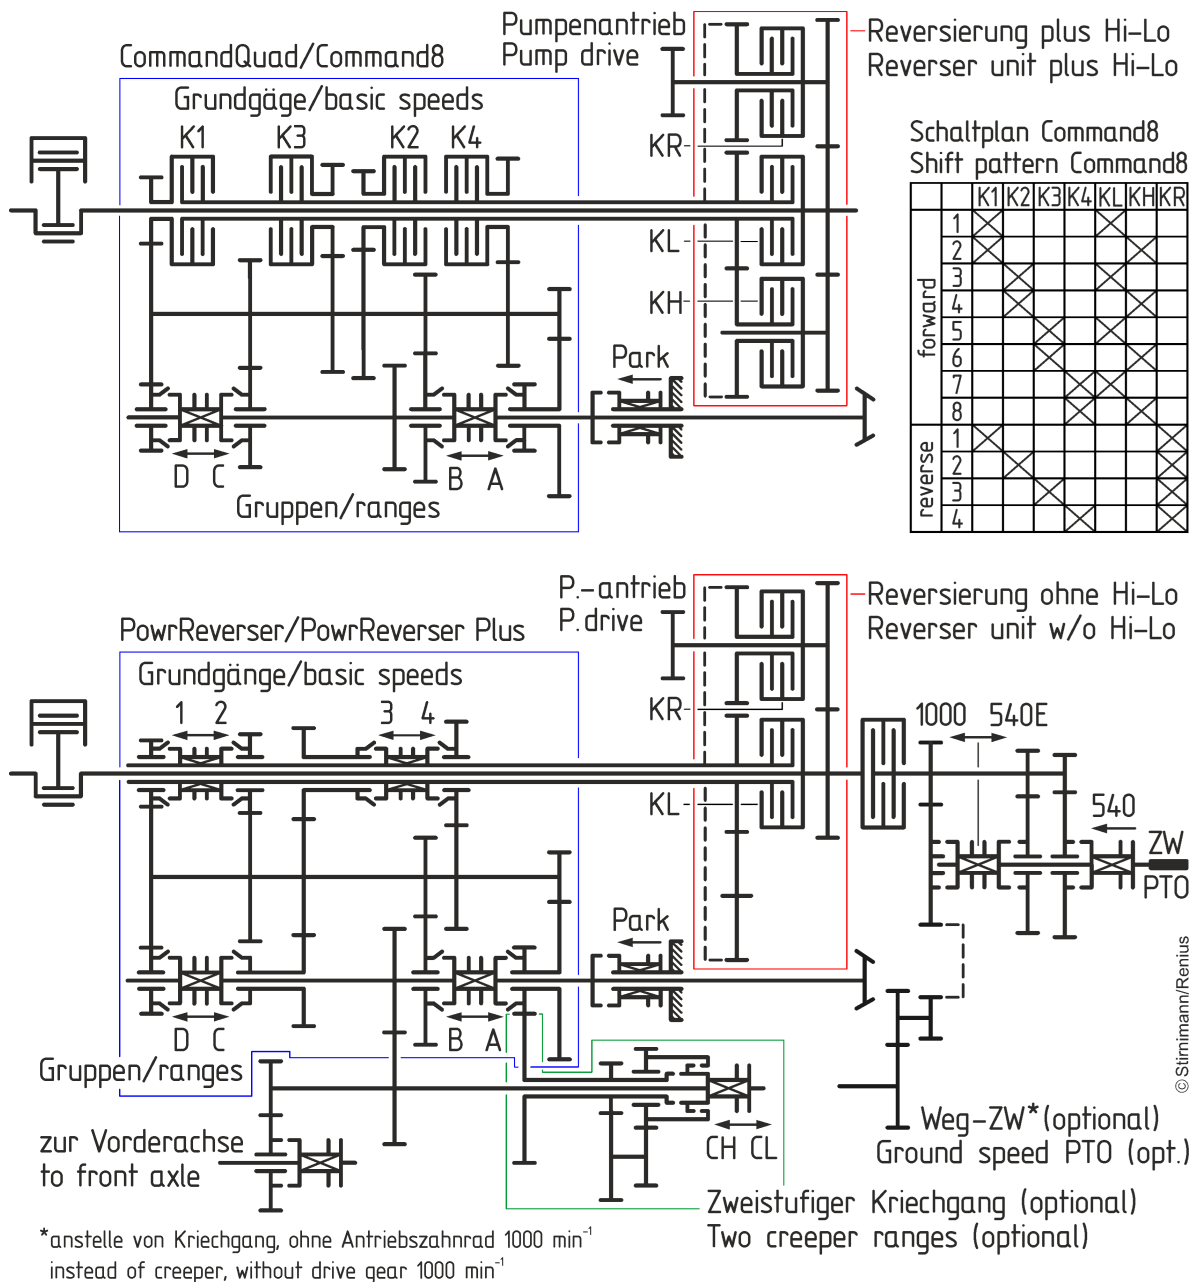 CommandQuad/Command8
Grundgäge/basic speeds
K1 K3 K2 K4
Pumpenantrieb
Pump drive
Reversierung plus Hi-Lo
Reverser unit plus Hi-Lo
KR
KL
KH
Park
D C
B A
Gruppen/ranges
Schaltplan Command8
Shift pattern Command8
K1 K2 K3 K4 KL KH KR
forward
1
2
3
4
5
6
7
8
reverse
1
2
3
4
PowrReverser/PowrReverser Plus
Grundgänge/basic speeds
1 2
3 4
P.-antrieb
P. drive
Reversierung ohne Hi-Lo
Reverser unit w/o Hi-Lo
KR
KL
1000 540E
540
ZW
PTO
Park
D C
B A
Gruppen/ranges
CH CL
zur Vorderachse
to front axle
Weg-ZW*(optional)
Ground speed PTO (opt.)
Zweistufiger Kriechgang (optional)
Two creeper ranges (optional)
*anstelle von Kriechgang, ohne Antriebszahnrad 1000 min⁻¹
instead of creeper, without drive gear 1000 min⁻¹
© Stirnimann/Renius